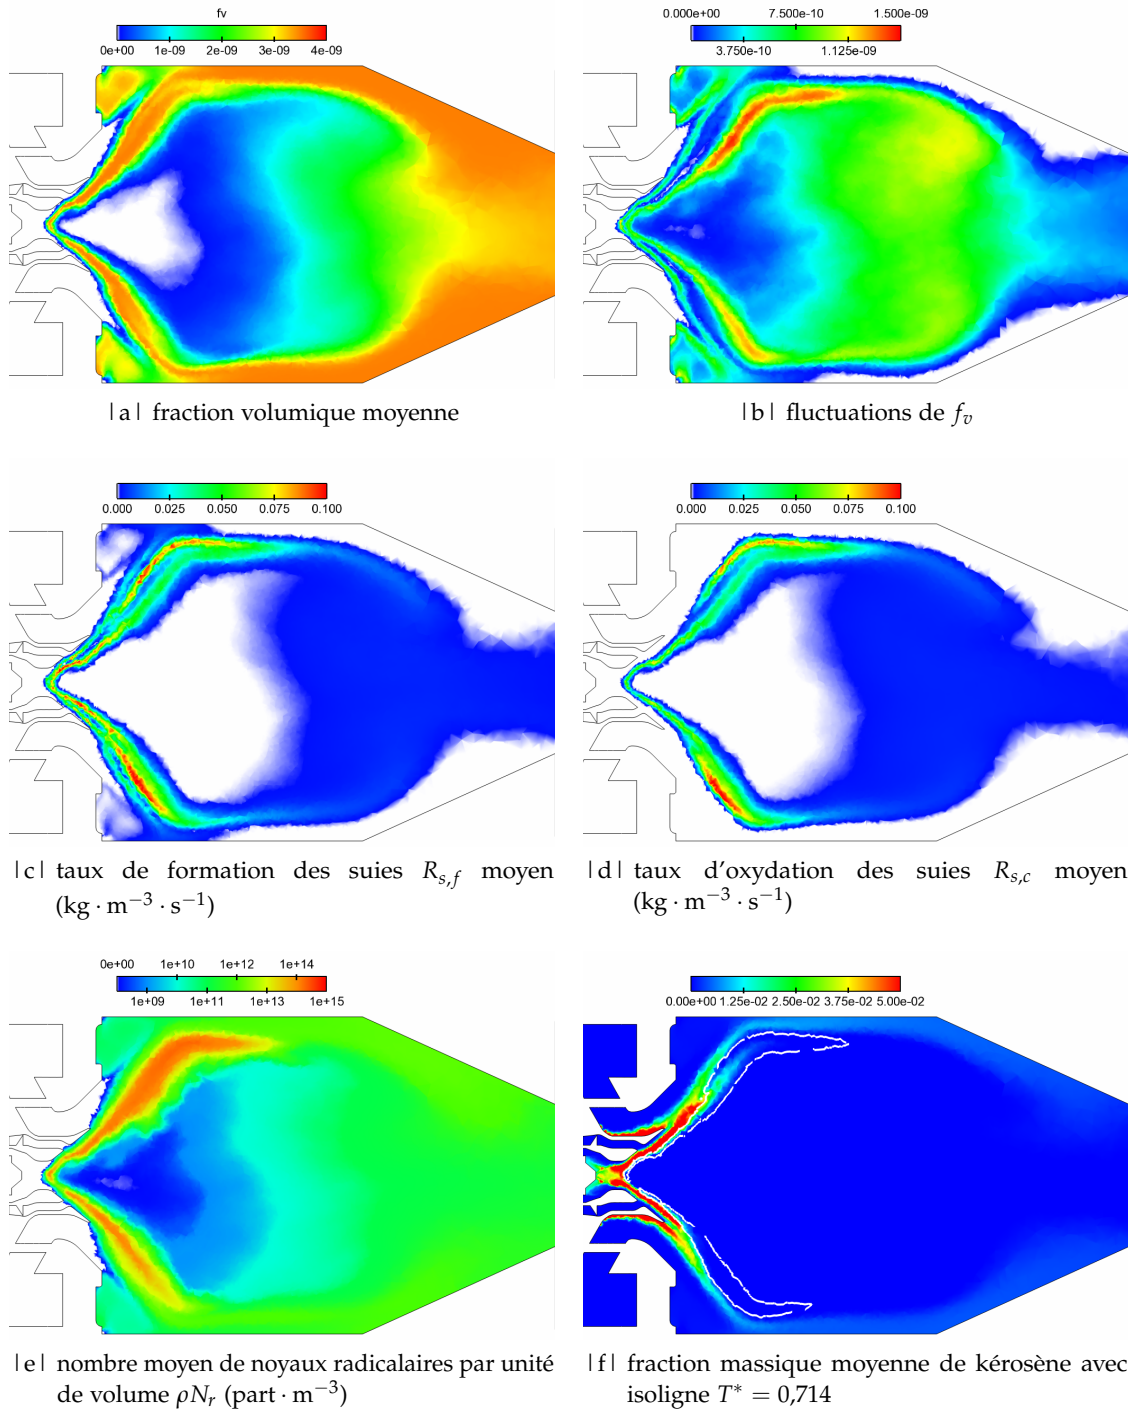 fv
0e+00 1e-09 2e-09 3e-09 4e-09
0.000e+00 7.500e-10 1.500e-09
3.750e-10 1.125e-09
|a| fraction volumique moyenne
|b| fluctuations de f_v
0.000 0.025 0.050 0.075 0.100
0.000 0.025 0.050 0.075 0.100
|c| taux de formation des suies R_{s,f} moyen
(kg · m⁻³ · s⁻¹)
|d| taux d'oxydation des suies R_{s,c} moyen
(kg · m⁻³ · s⁻¹)
0e+00 1e+10 1e+12 1e+14
1e+09 1e+11 1e+13 1e+15
0.00e+00 1.25e-02 2.50e-02 3.75e-02 5.00e-02
|e| nombre moyen de noyaux radicalaires par unité
de volume ρN_r (part · m⁻³)
|f| fraction massique moyenne de kérosène avec
isoligne T* = 0,714